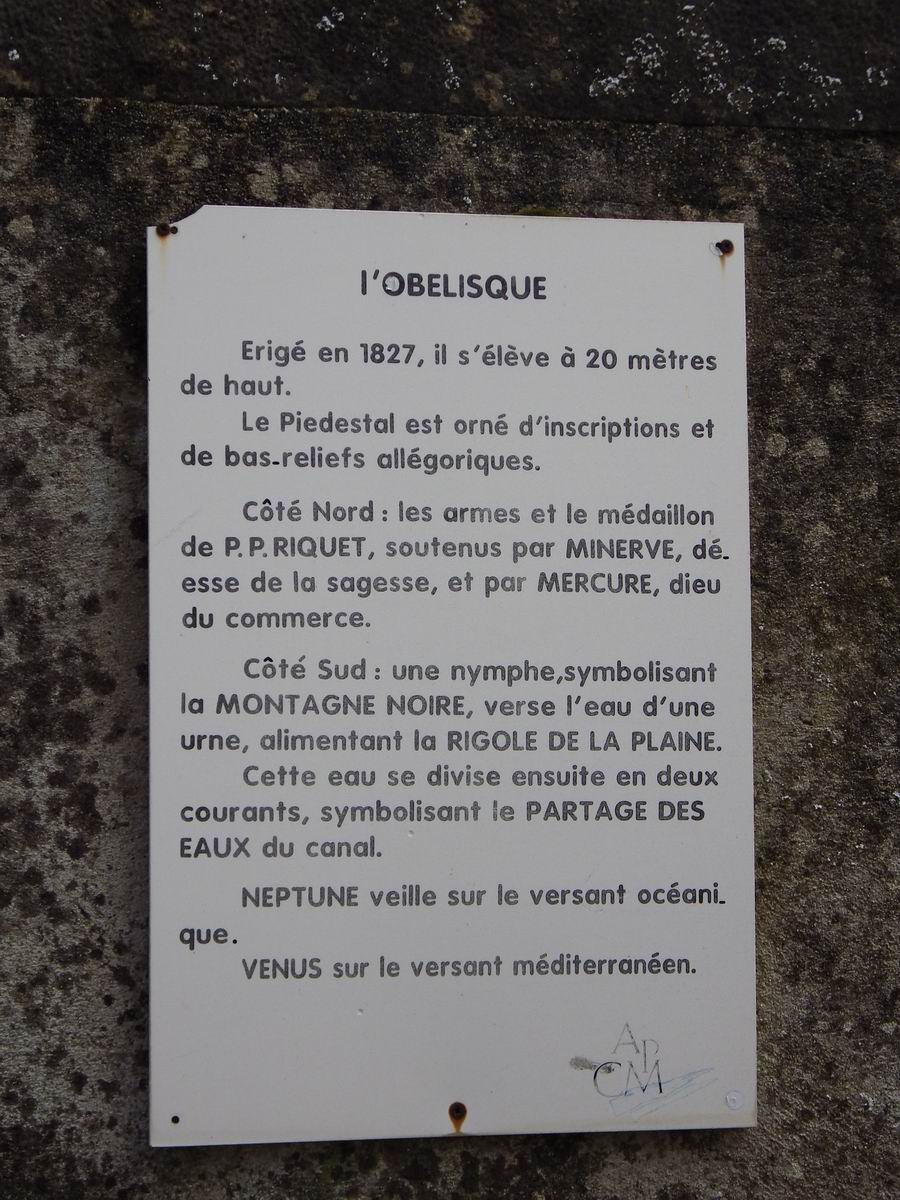 l'OBELISQUE
Erigé en 1827, il s'élève à 20 mètres
de haut.
Le Piedestal est orné d'inscriptions et
de bas-reliefs allégoriques.
Côté Nord : les armes et le médaillon
de P.P.RIQUET, soutenus par MINERVE, dé-
esse de la sagesse, et par MERCURE, dieu
du commerce.
Côté Sud : une nymphe,symbolisant
la MONTAGNE NOIRE, verse l'eau d'une
urne, alimentant la RIGOLE DE LA PLAINE.
Cette eau se divise ensuite en deux
courants, symbolisant le PARTAGE DES
EAUX du canal.
NEPTUNE veille sur le versant océani-
que.
VENUS sur le versant méditerranéen.
AP
CM